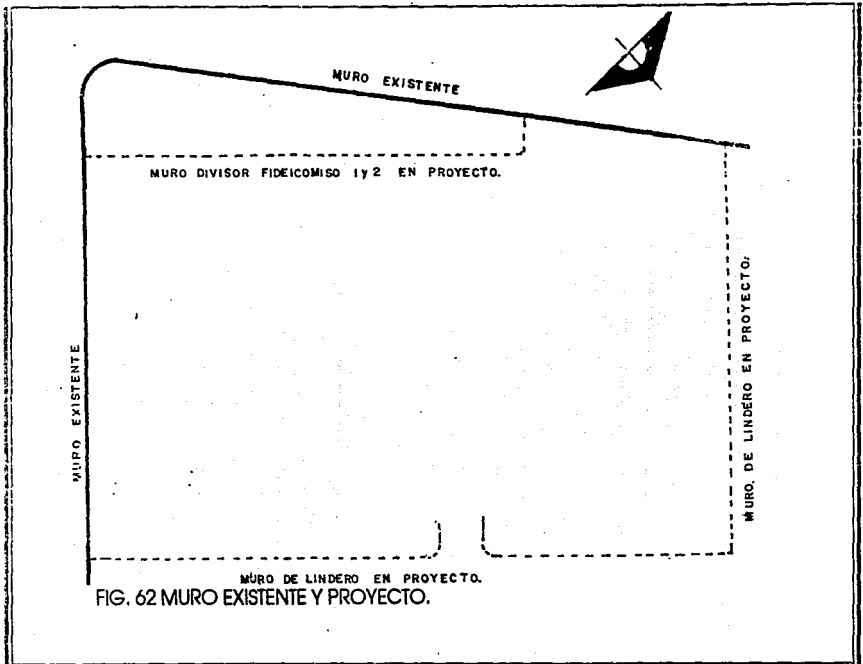 MURO EXISTENTE
MURO DIVISOR FIDEICOMISO 1 y 2 EN PROYECTO.
MURO EXISTENTE
MURO DE LINDERO EN PROYECTO.
MURO DE LINDERO EN PROYECTO.
FIG. 62 MURO EXISTENTE Y PROYECTO.